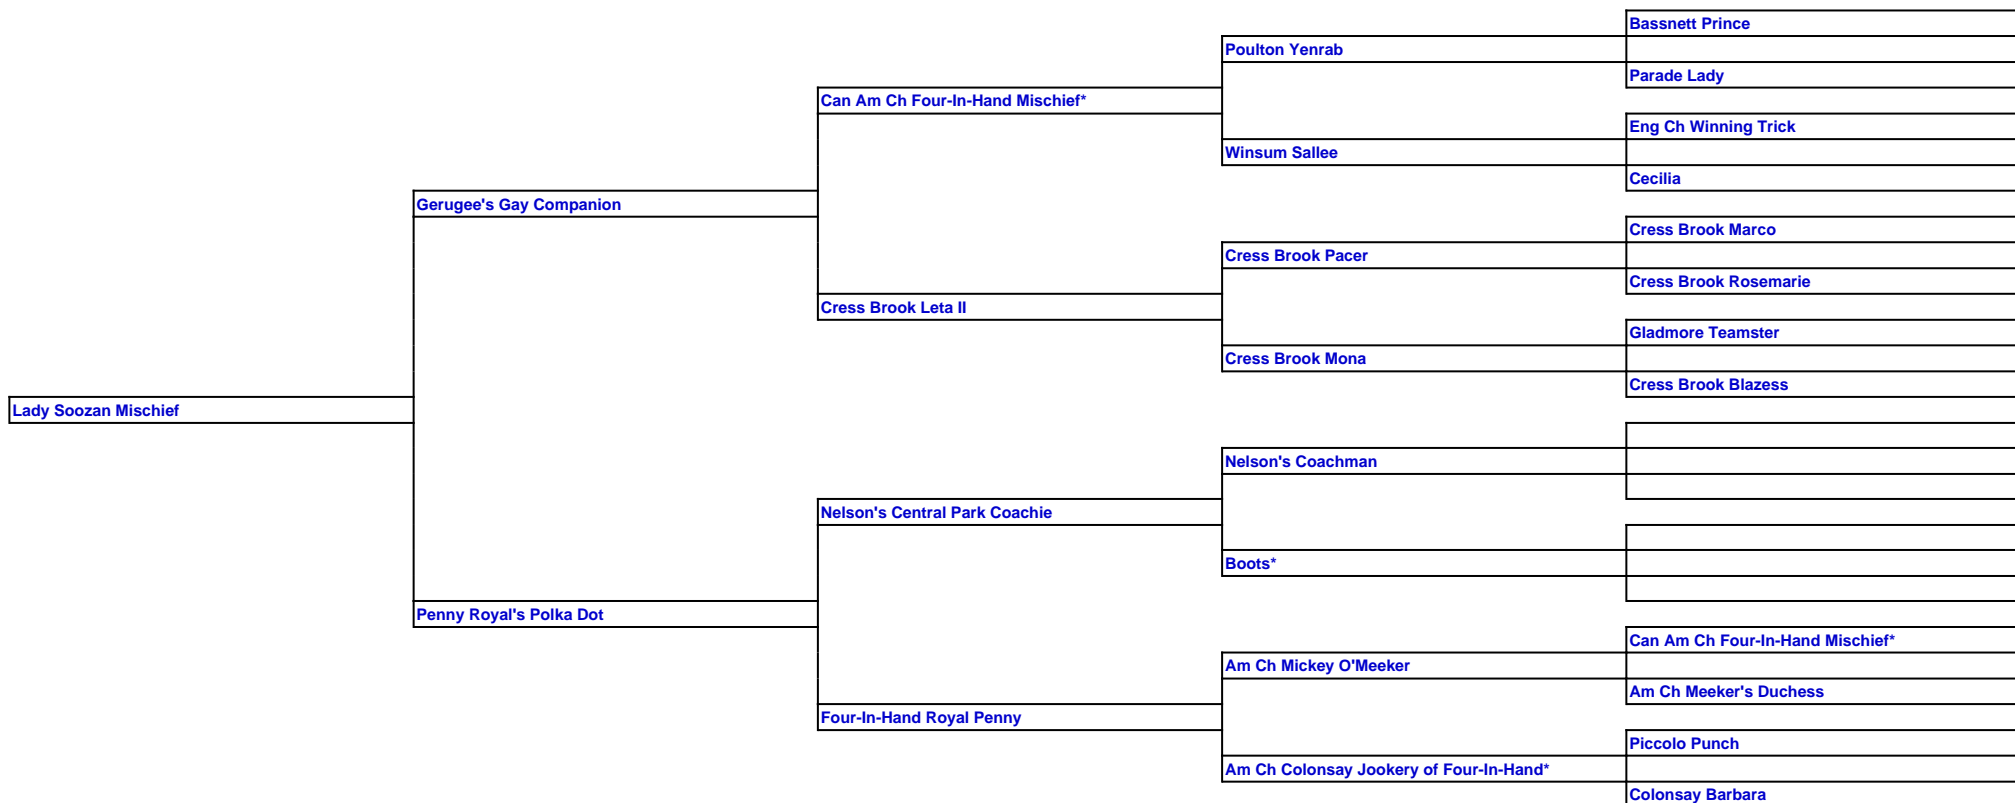 Bassnett Prince
Poulton Yenrab
Parade Lady
Can Am Ch Four-In-Hand Mischief*
Eng Ch Winning Trick
Winsum Sallee
Cecilia
Gerugee's Gay Companion
Cress Brook Marco
Cress Brook Pacer
Cress Brook Rosemarie
Cress Brook Leta II
Gladmore Teamster
Cress Brook Mona
Cress Brook Blazess
Lady Soozan Mischief
Nelson's Coachman
Nelson's Central Park Coachie
Boots*
Penny Royal's Polka Dot
Can Am Ch Four-In-Hand Mischief*
Am Ch Mickey O'Meeker
Am Ch Meeker's Duchess
Four-In-Hand Royal Penny
Piccolo Punch
Am Ch Colonsay Jookery of Four-In-Hand*
Colonsay Barbara